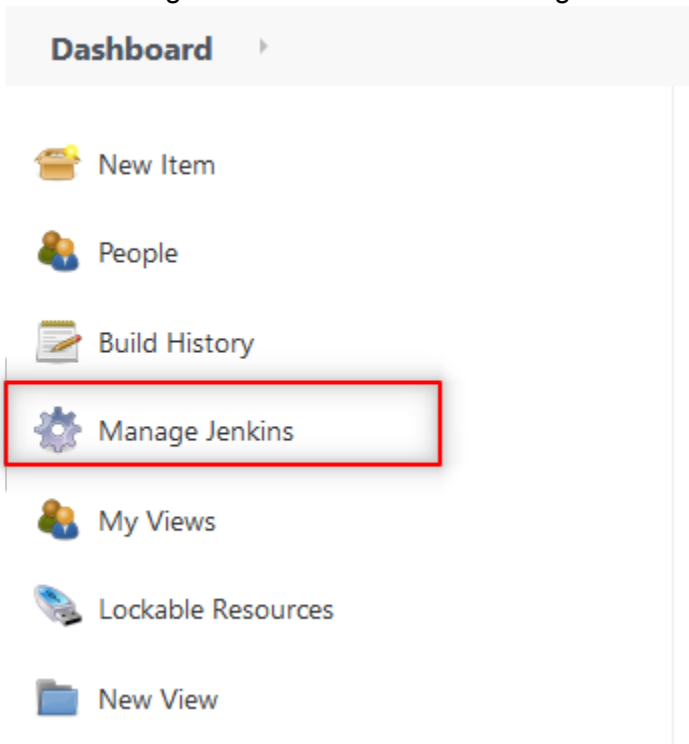 Dashboard
New Item
People
Build History
Manage Jenkins
My Views
Lockable Resources
New View